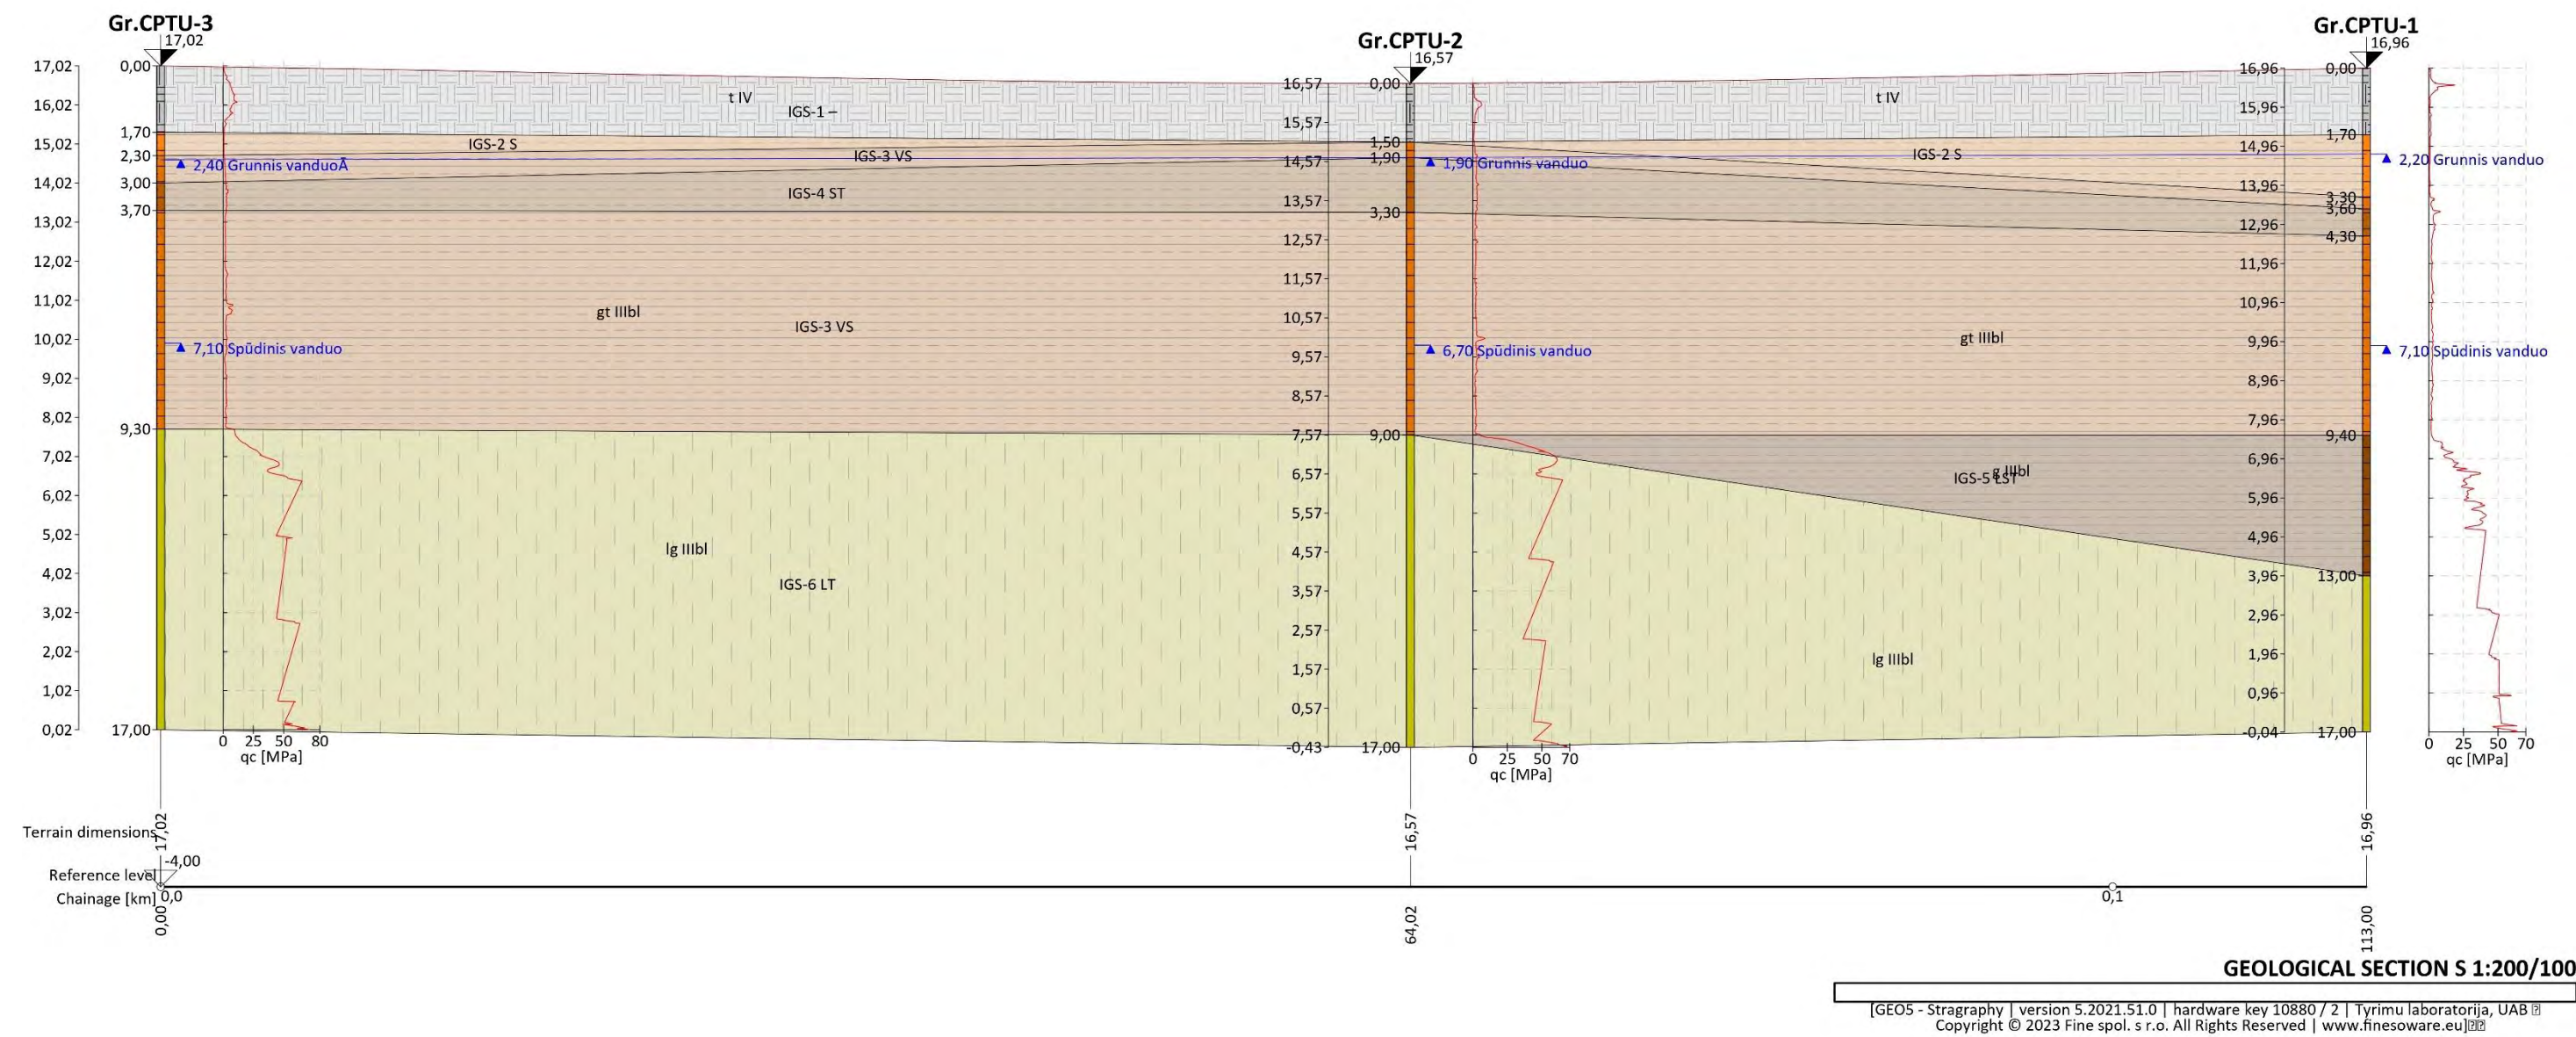 Gr.CPTU-3
17,02
Gr.CPTU-2
16,57
Gr.CPTU-1
16,96
17,02
16,02
15,02
14,02
13,02
12,02
11,02
10,02
9,02
8,02
7,02
6,02
5,02
4,02
3,02
2,02
1,02
0,02
0,00
1,70
2,30
3,00
3,70
9,30
17,00
2,40 Grunnis vanduoĀ
7,10 Spūdinis vanduo
t IV
IGS-1 –
IGS-2 S
IGS-3 VS
IGS-4 ST
gt IIIbl
IGS-3 VS
lg IIIbl
IGS-6 LT
0 25 50 80
qc [MPa]
16,57
15,57
14,57
13,57
12,57
11,57
10,57
9,57
8,57
7,57
6,57
5,57
4,57
3,57
2,57
1,57
0,57
-0,43
0,00
1,50
1,90
3,30
9,00
17,00
1,90 Grunnis vanduo
6,70 Spūdinis vanduo
0 25 50 70
qc [MPa]
t IV
IGS-2 S
gt IIIbl
g IIIbl
IGS-5 LST
lg IIIbl
16,96
15,96
14,96
13,96
12,96
11,96
10,96
9,96
8,96
7,96
6,96
5,96
4,96
3,96
2,96
1,96
0,96
-0,04
0,00
1,70
3,30
3,60
4,30
9,40
13,00
17,00
2,20 Grunnis vanduo
7,10 Spūdinis vanduo
0 25 50 70
qc [MPa]
Terrain dimensions
17,02
16,57
16,96
-4,00
Reference level
Chainage [km]
0,0
0,1
0,00
64,02
113,00
GEOLOGICAL SECTION S 1:200/100
[GEO5 - Stragraphy | version 5.2021.51.0 | hardware key 10880 / 2 | Tyrimu laboratorija, UAB
Copyright © 2023 Fine spol. s r.o. All Rights Reserved | www.finesoware.eu]